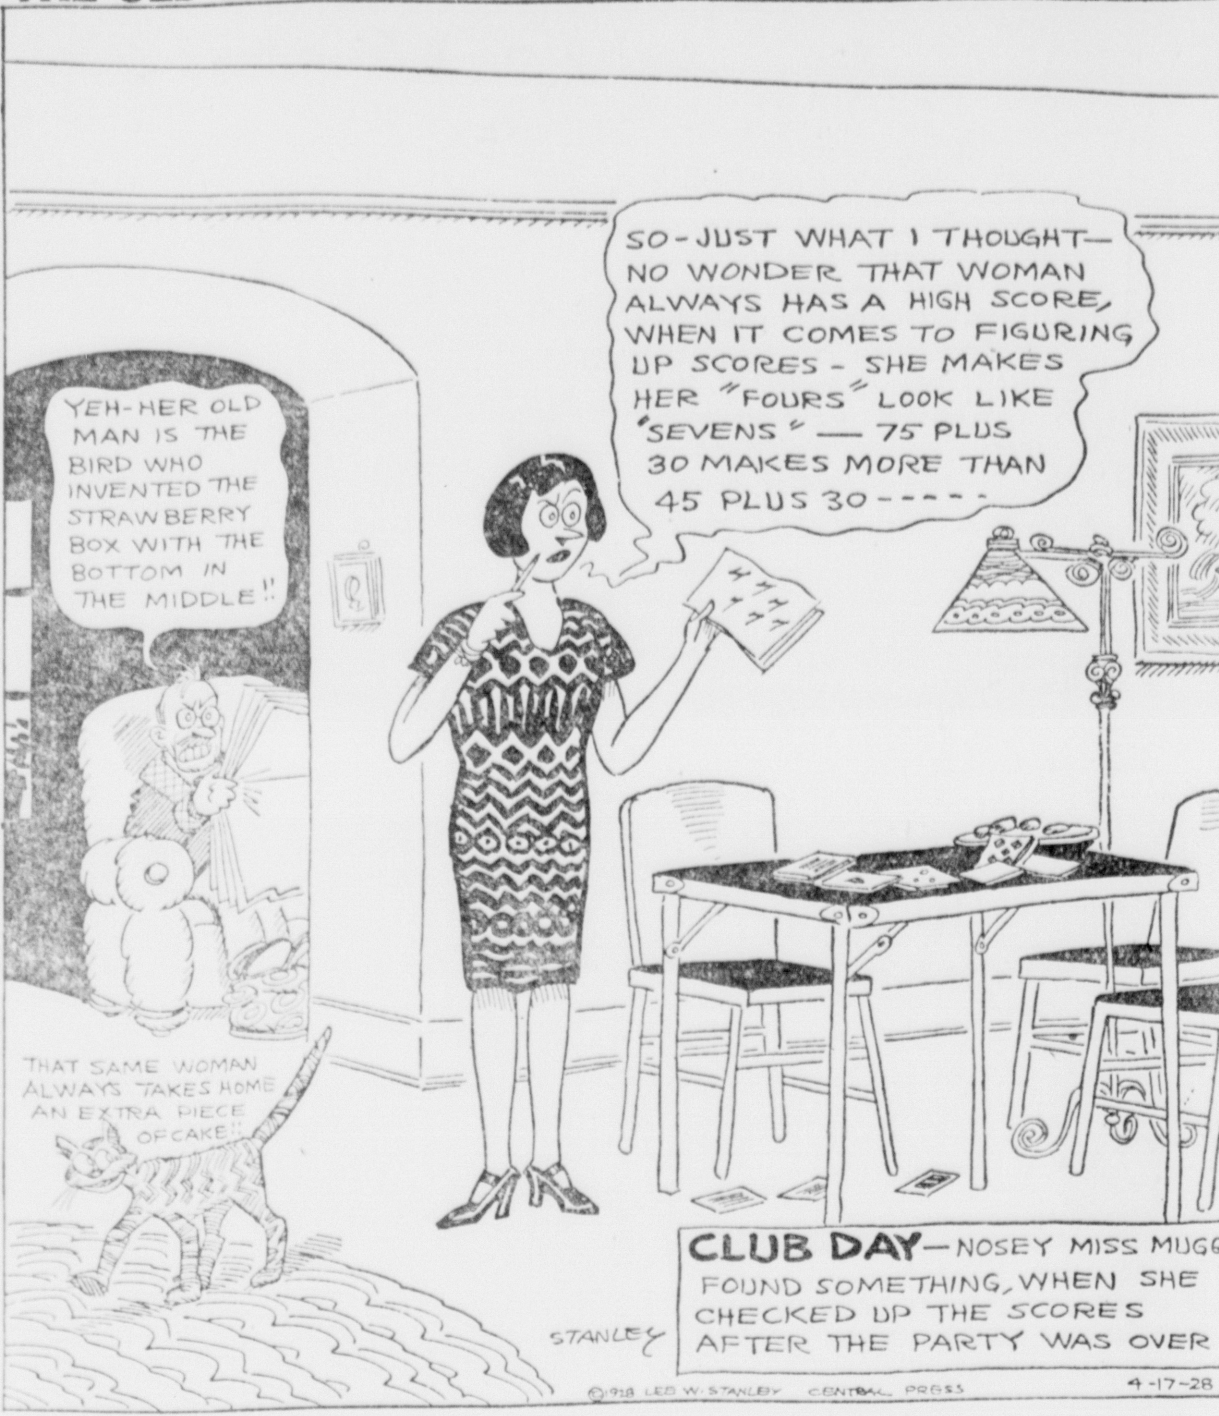 YEH-HER OLD
MAN IS THE
BIRD WHO
INVENTED THE
STRAWBERRY
BOX WITH THE
BOTTOM IN
THE MIDDLE!!
SO-JUST WHAT I THOUGHT—
NO WONDER THAT WOMAN
ALWAYS HAS A HIGH SCORE,
WHEN IT COMES TO FIGURING
UP SCORES - SHE MAKES
HER "FOURS" LOOK LIKE
"SEVENS" — 75 PLUS
30 MAKES MORE THAN
45 PLUS 30 -----
THAT SAME WOMAN
ALWAYS TAKES HOME
AN EXTRA PIECE
OF CAKE!!
CLUB DAY—NOSEY MISS MUGG
FOUND SOMETHING, WHEN SHE
CHECKED UP THE SCORES
AFTER THE PARTY WAS OVER
STANLEY
©1928 LEE W. STANLEY CENTRAL PRESS
4-17-28